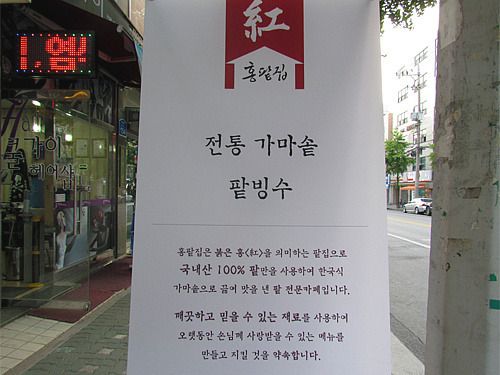 紅
홍팥집
전통 가마솥
팥빙수
홍팥집은 붉은 홍(紅)을 의미하는 팥집으로
국내산 100% 팥만을 사용하여 한국식
가마솥으로 끓여 맛을 낸 팥 전문카페입니다.
깨끗하고 믿을 수 있는 재료를 사용하여
오랫동안 손님께 사랑받을 수 있는 메뉴를
만들고 지킬 것을 약속합니다.
헤어샵